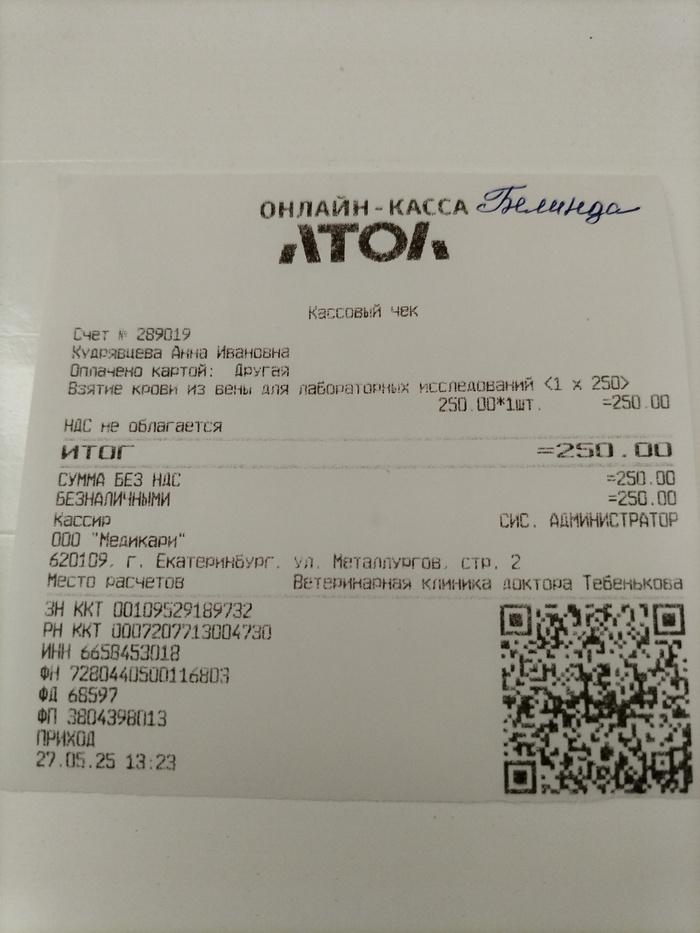 ОНЛАЙН-КАССА Белинда
АТОЛ
Кассовый чек
Счет № 289019
Кудрявцева Анна Ивановна
Оплачено картой: Другая
Взятие крови из вены для лабораторных исследований <1 x 250>
250.00*1шт. =250.00
НДС не облагается
ИТОГ =250.00
СУММА БЕЗ НДС =250.00
БЕЗНАЛИЧНЫМИ =250.00
Кассир СИС. АДМИНИСТРАТОР
ООО "Медикари"
620109, г. Екатеринбург, ул. Металлургов, стр. 2
Место расчетов Ветеринарная клиника доктора Тебенькова
ЗН ККТ 00109529189732
РН ККТ 0007207713004730
ИНН 6658453018
ФН 7280440500116803
ФД 68597
ФП 3804398013
ПРИХОД
27.05.25 13:23